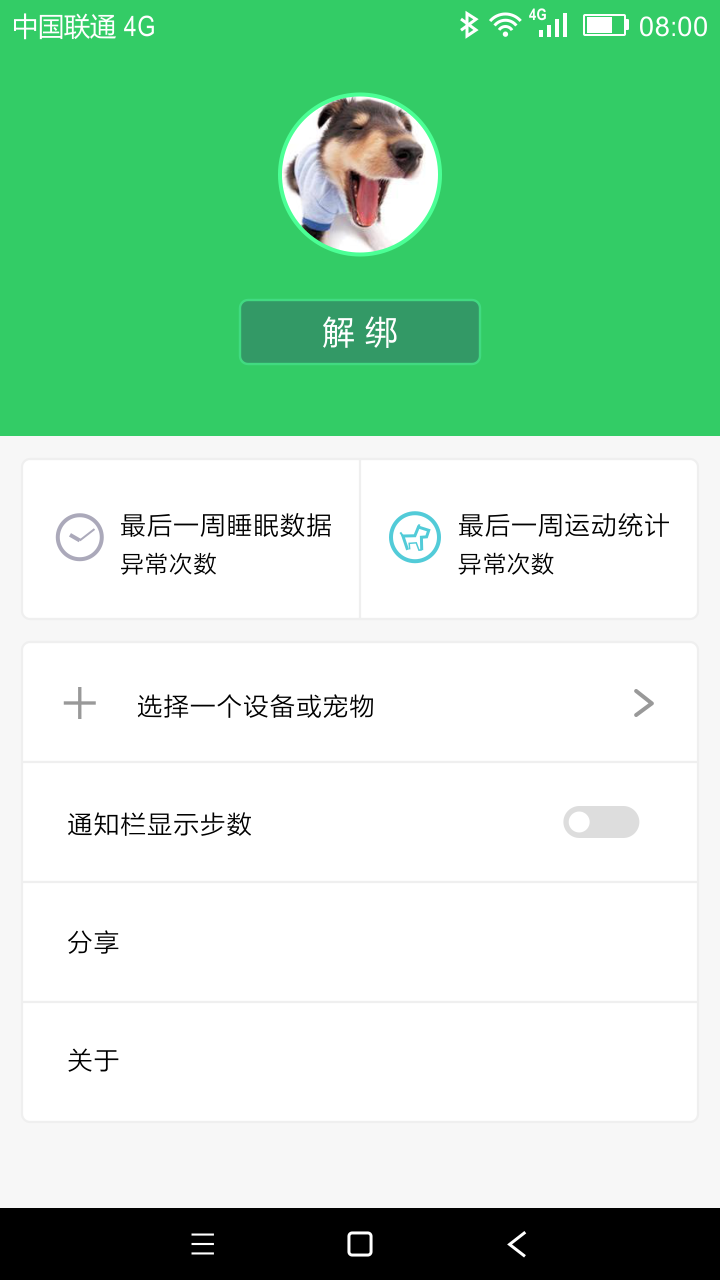 中国联通 4G
4G
08:00
解 绑
最后一周睡眠数据
异常次数
最后一周运动统计
异常次数
选择一个设备或宠物
通知栏显示步数
分享
关于